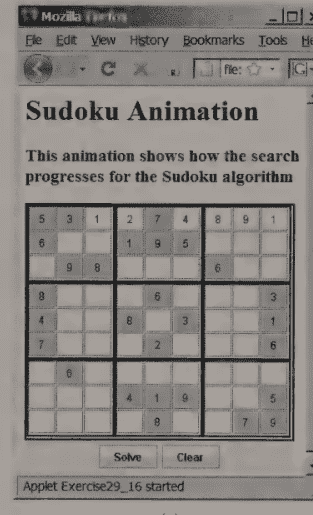 Mozilla Firefox
File Edit View History Bookmarks Tools He
file:
Sudoku Animation
This animation shows how the search
progresses for the Sudoku algorithm
5 3 1 2 7 4 8 9 1
6 1 9 5
9 8 6
8 6 3
4 8 3 1
7 2 6
6
4 1 9 5
8 7 9
Solve Clear
Applet Exercise29_16 started